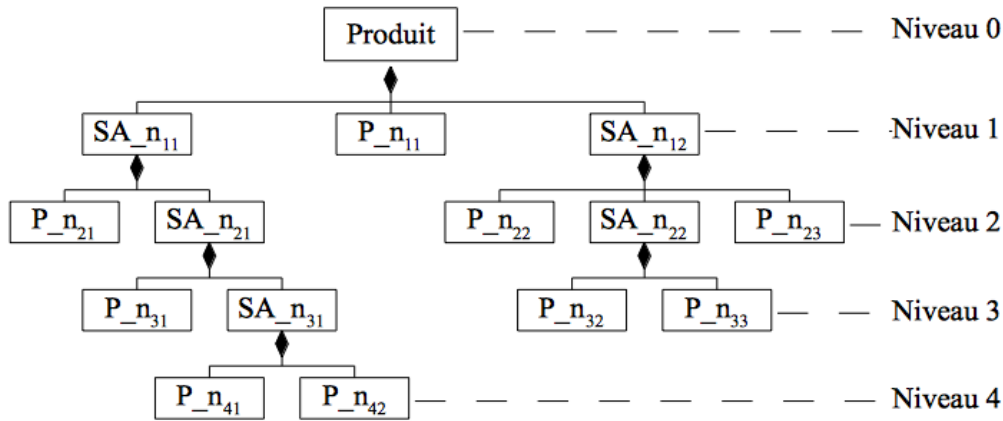 Produit Niveau 0
SA_n₁₁ P_n₁₁ SA_n₁₂ Niveau 1
P_n₂₁ SA_n₂₁ P_n₂₂ SA_n₂₂ P_n₂₃ Niveau 2
P_n₃₁ SA_n₃₁ P_n₃₂ P_n₃₃ Niveau 3
P_n₄₁ P_n₄₂ Niveau 4